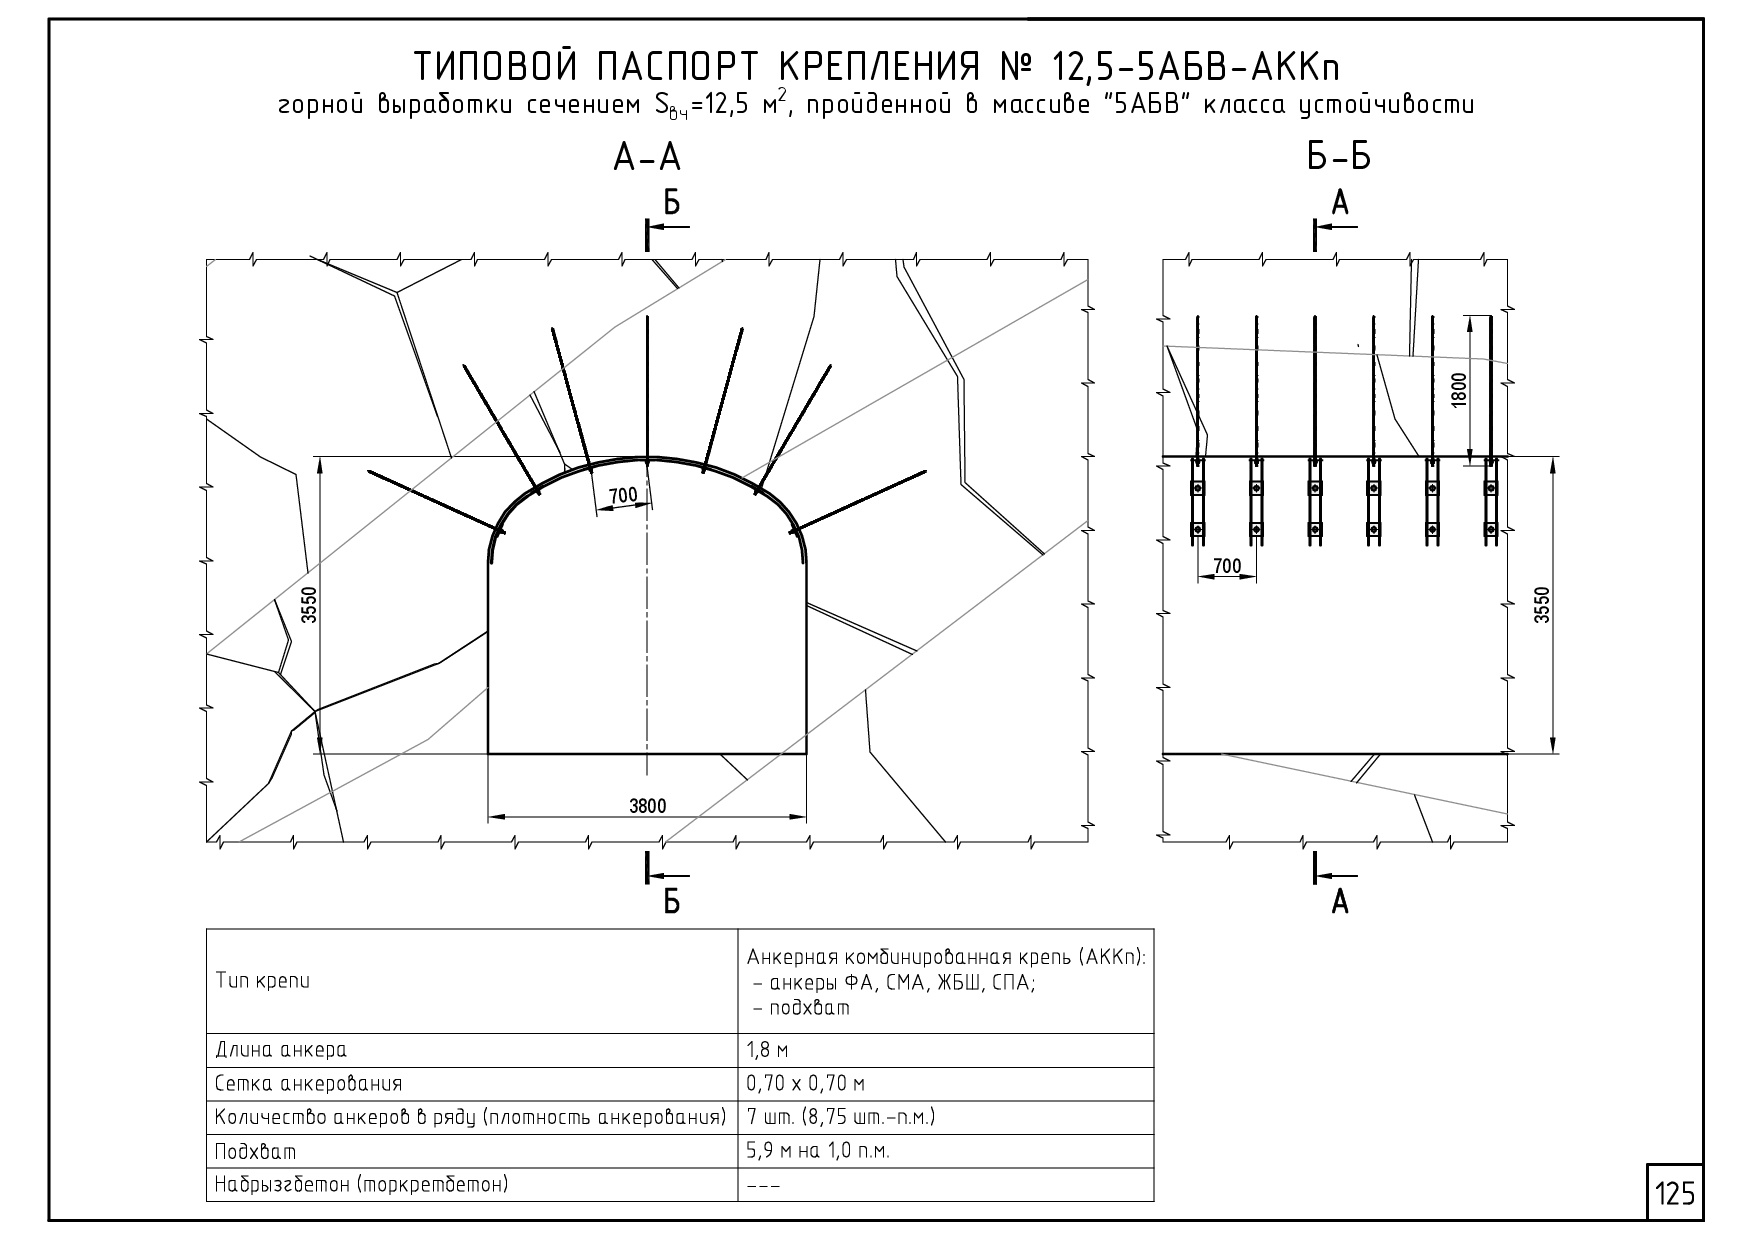 ТИПОВОЙ ПАСПОРТ КРЕПЛЕНИЯ № 12,5-5АБВ-АККп
горной выработки сечением Sвч=12,5 м², пройденной в массиве "5АБВ" класса устойчивости
А-А
Б-Б
Б
А
1800
700
700
3550
3550
3800
Б
А
Тип крепи
Анкерная комбинированная крепь (АККп):
- анкеры ФА, СМА, ЖБШ, СПА;
- подхват
Длина анкера 1,8 м
Сетка анкерования 0,70 x 0,70 м
Количество анкеров в ряду (плотность анкерования) 7 шт. (8,75 шт.-п.м.)
Подхват 5,9 м на 1,0 п.м.
Набрызгбетон (торкретбетон) ---
125